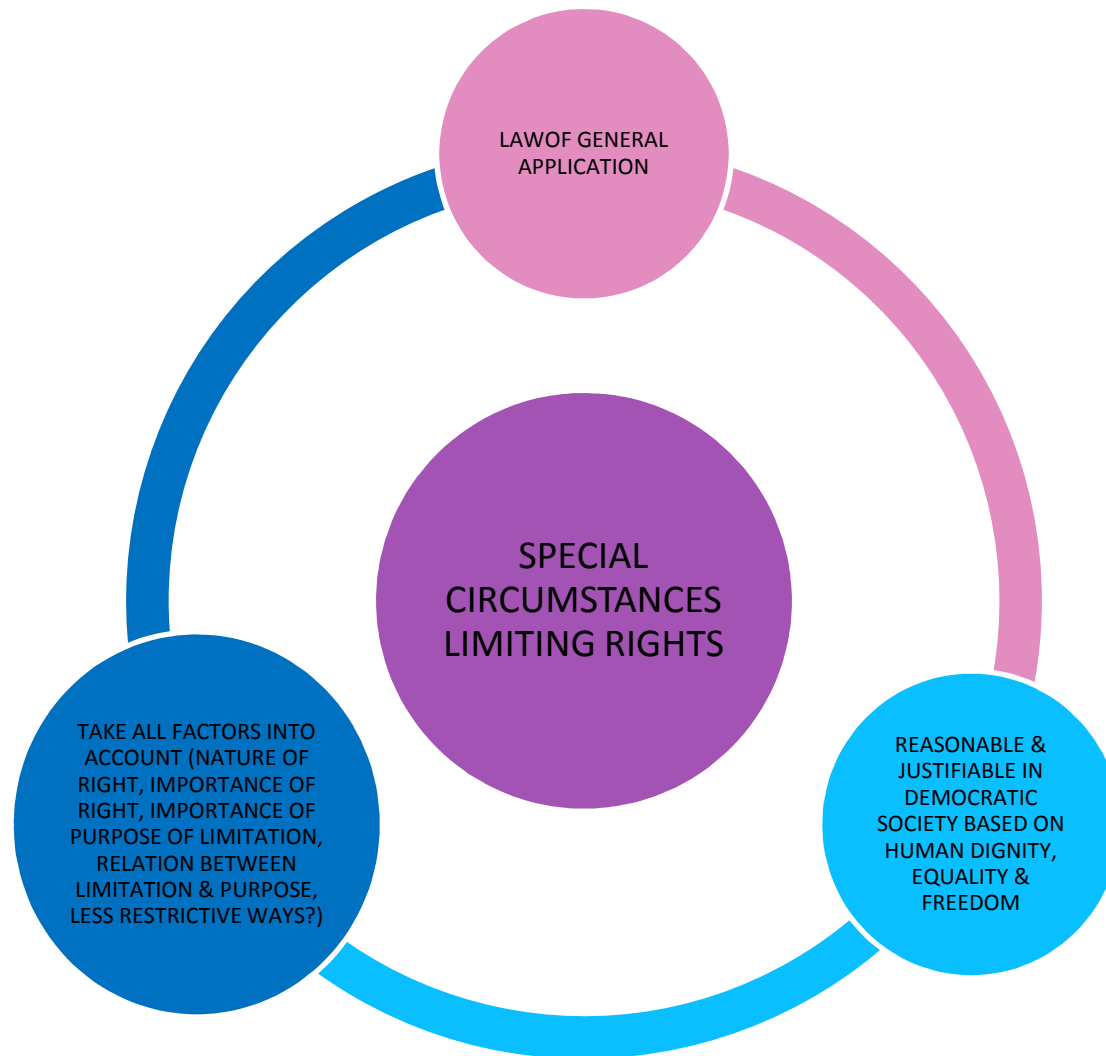 LAWOF GENERAL
APPLICATION
SPECIAL
CIRCUMSTANCES
LIMITING RIGHTS
TAKE ALL FACTORS INTO
ACCOUNT (NATURE OF
RIGHT, IMPORTANCE OF
RIGHT, IMPORTANCE OF
PURPOSE OF LIMITATION,
RELATION BETWEEN
LIMITATION & PURPOSE,
LESS RESTRICTIVE WAYS?)
REASONABLE &
JUSTIFIABLE IN
DEMOCRATIC
SOCIETY BASED ON
HUMAN DIGNITY,
EQUALITY &
FREEDOM